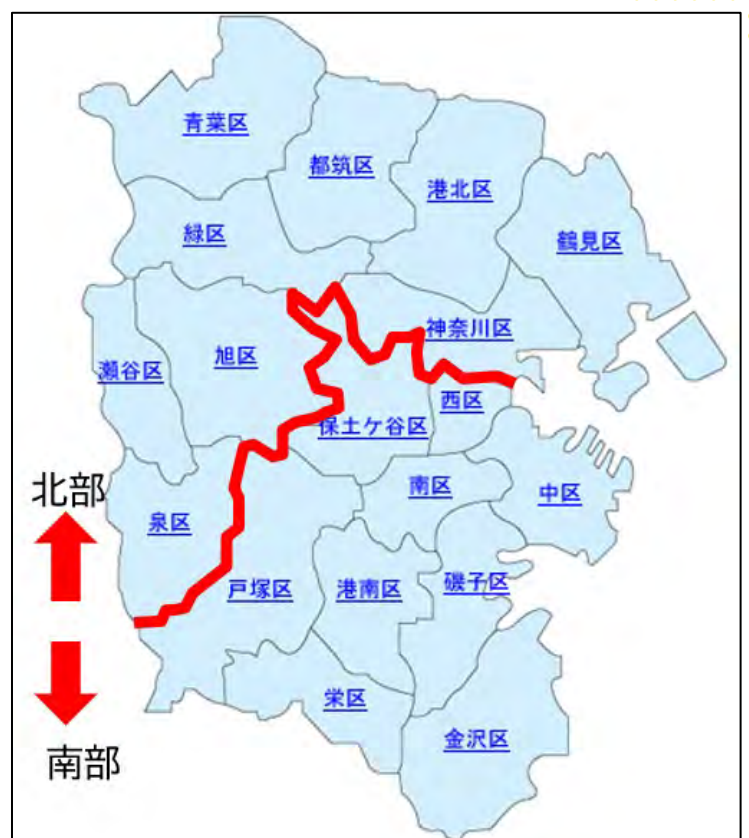 青葉区
都筑区
港北区
鶴見区
緑区
神奈川区
旭区
瀬谷区
西区
保土ケ谷区
南区
中区
北部
泉区
戸塚区
港南区
磯子区
栄区
金沢区
南部